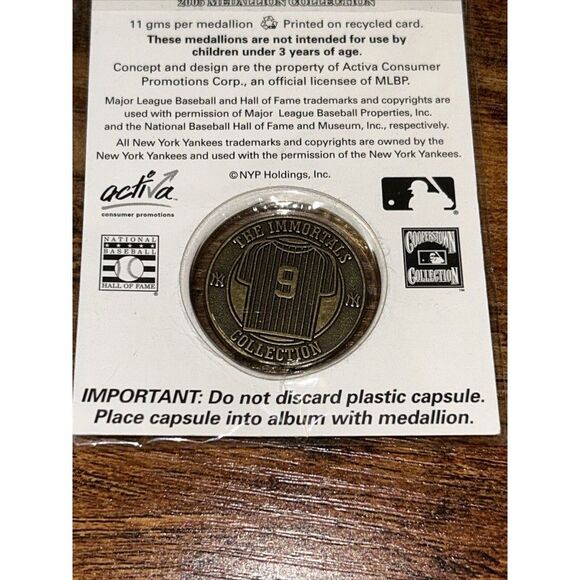 2005 MEDALLION COLLECTION
11 gms per medallion Printed on recycled card.
These medallions are not intended for use by
children under 3 years of age.
Concept and design are the property of Activa Consumer
Promotions Corp., an official licensee of MLBP.
Major League Baseball and Hall of Fame trademarks and copyrights are
used with permission of Major League Baseball Properties, Inc.
and the National Baseball Hall of Fame and Museum, Inc., respectively.
All New York Yankees trademarks and copyrights are owned by the
New York Yankees and used with the permission of the New York Yankees.
© NYP Holdings, Inc.
activa
consumer promotions
NATIONAL
BASEBALL
HALL OF FAME
THE IMMORTALS
9
NY NY
COLLECTION
COOPERSTOWN
COLLECTION
TM
IMPORTANT: Do not discard plastic capsule.
Place capsule into album with medallion.